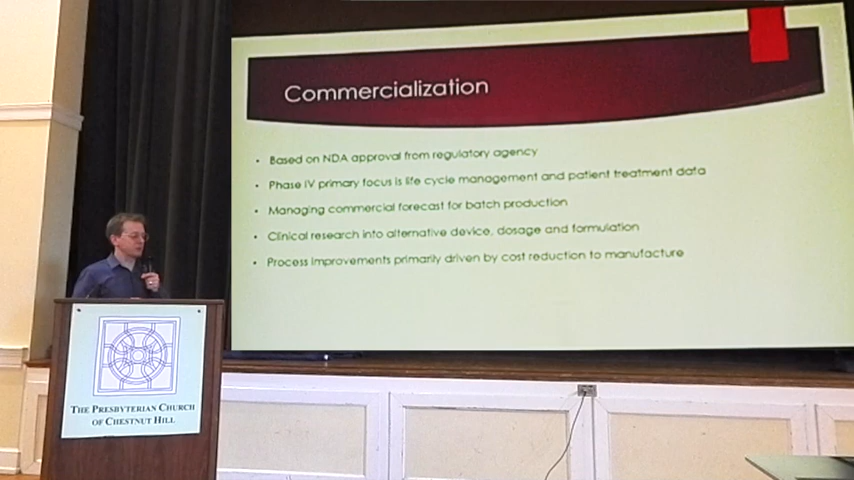 Commercialization
• Based on NDA approval from regulatory agency
• Phase IV primary focus is life cycle management and patient treatment data
• Managing commercial forecast for batch production
• Clinical research into alternative device, dosage and formulation
• Process Improvements primarily driven by cost reduction to manufacture
THE PRESBYTERIAN CHURCH
OF CHESTNUT HILL